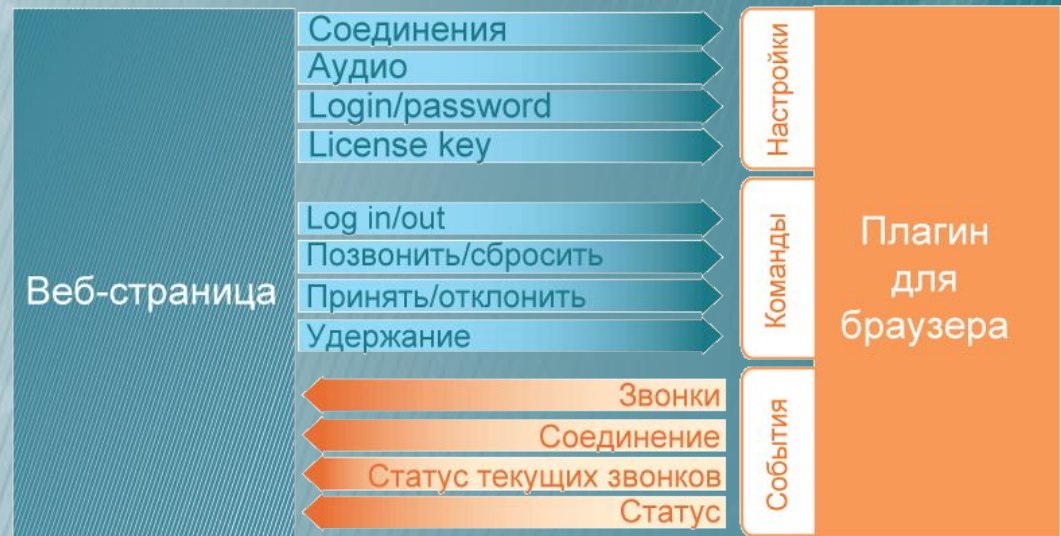 Веб-страница
Соединения
Аудио
Login/password
License key
Настройки
Log in/out
Позвонить/сбросить
Принять/отклонить
Удержание
Команды
Звонки
Соединение
Статус текущих звонков
Статус
События
Плагин
для
браузера